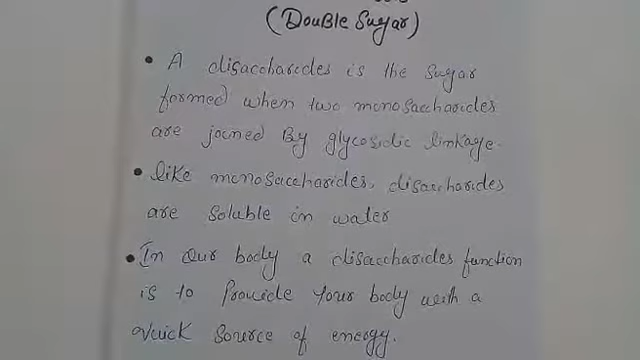 (Double Sugar)
• A disaccharides is the sugar
formed when two monosaccharides
are joined By glycosidic linkage.
• like monosaccharides, disaccharides
are soluble in water
• In Our body a disaccharides function
is to Provide your body with a
Quick source of energy.